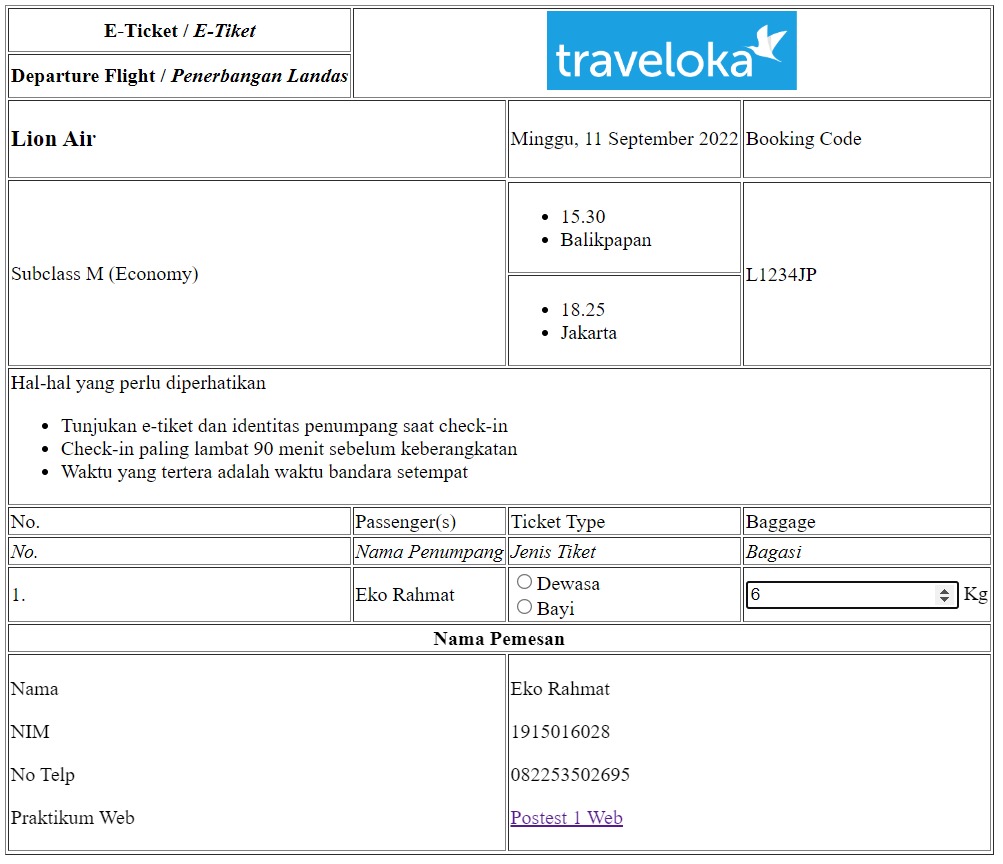 E-Ticket / E-Tiket
traveloka
Departure Flight / Penerbangan Landas
Lion Air
Minggu, 11 September 2022
Booking Code
Subclass M (Economy)
15.30
Balikpapan
L1234JP
18.25
Jakarta
Hal-hal yang perlu diperhatikan
Tunjukan e-tiket dan identitas penumpang saat check-in
Check-in paling lambat 90 menit sebelum keberangkatan
Waktu yang tertera adalah waktu bandara setempat
No. Passenger(s) Ticket Type Baggage
No. Nama Penumpang Jenis Tiket Bagasi
1. Eko Rahmat
Dewasa
Bayi
6 Kg
Nama Pemesan
Nama Eko Rahmat
NIM 1915016028
No Telp 082253502695
Praktikum Web Postest 1 Web